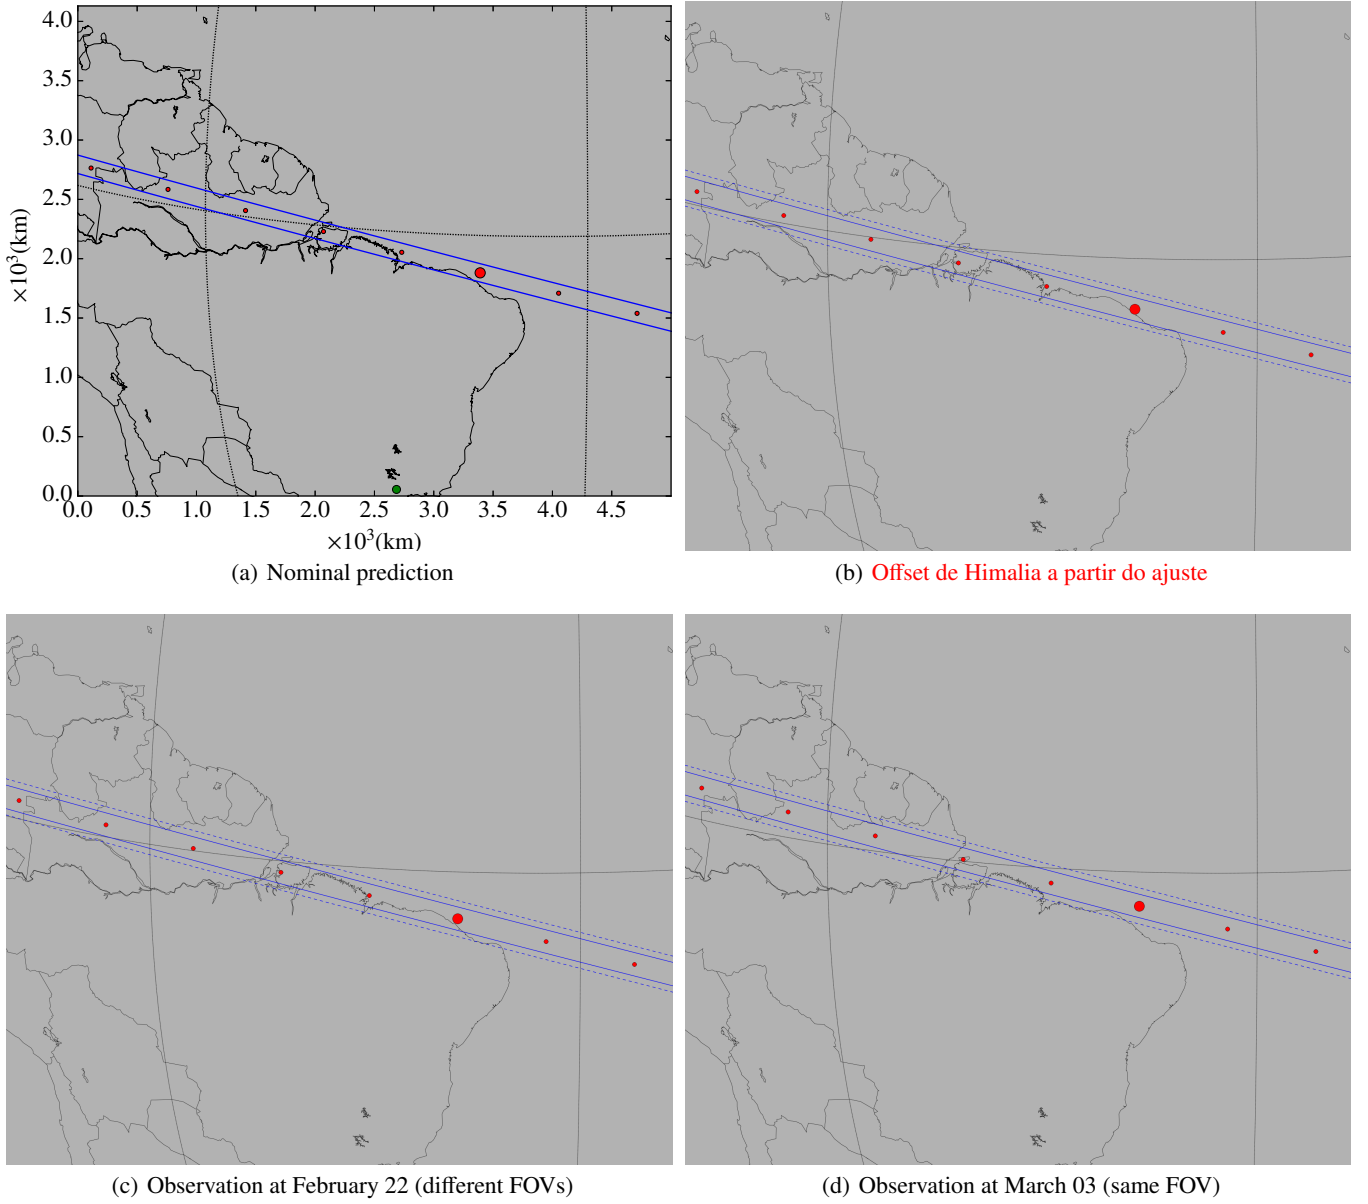 4.0
3.5
3.0
2.5
2.0
1.5
1.0
0.5
0.0
×10³(km)
0.0 0.5 1.0 1.5 2.0 2.5 3.0 3.5 4.0 4.5
×10³(km)
(a) Nominal prediction
(b) Offset de Himalia a partir do ajuste
(c) Observation at February 22 (different FOVs)
(d) Observation at March 03 (same FOV)